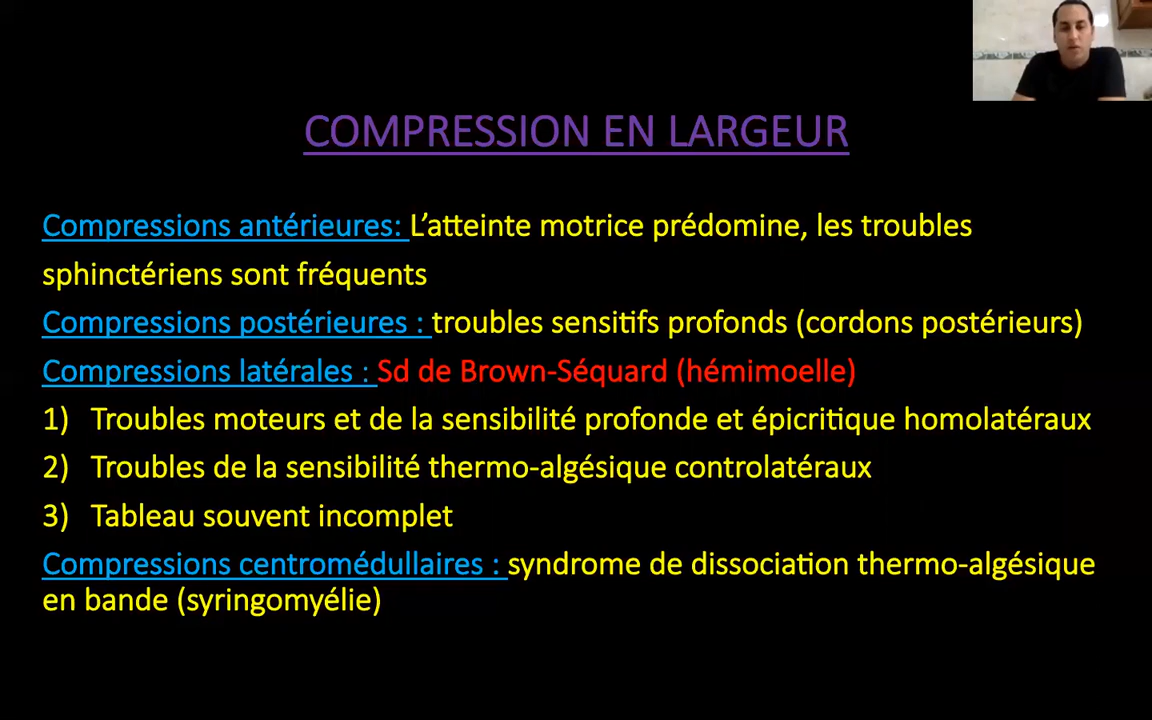 COMPRESSION EN LARGEUR
Compressions antérieures: L’atteinte motrice prédomine, les troubles
sphinctériens sont fréquents
Compressions postérieures : troubles sensitifs profonds (cordons postérieurs)
Compressions latérales : Sd de Brown-Séquard (hémimoelle)
1) Troubles moteurs et de la sensibilité profonde et épicritique homolatéraux
2) Troubles de la sensibilité thermo-algésique controlatéraux
3) Tableau souvent incomplet
Compressions centromédullaires : syndrome de dissociation thermo-algésique
en bande (syringomyélie)